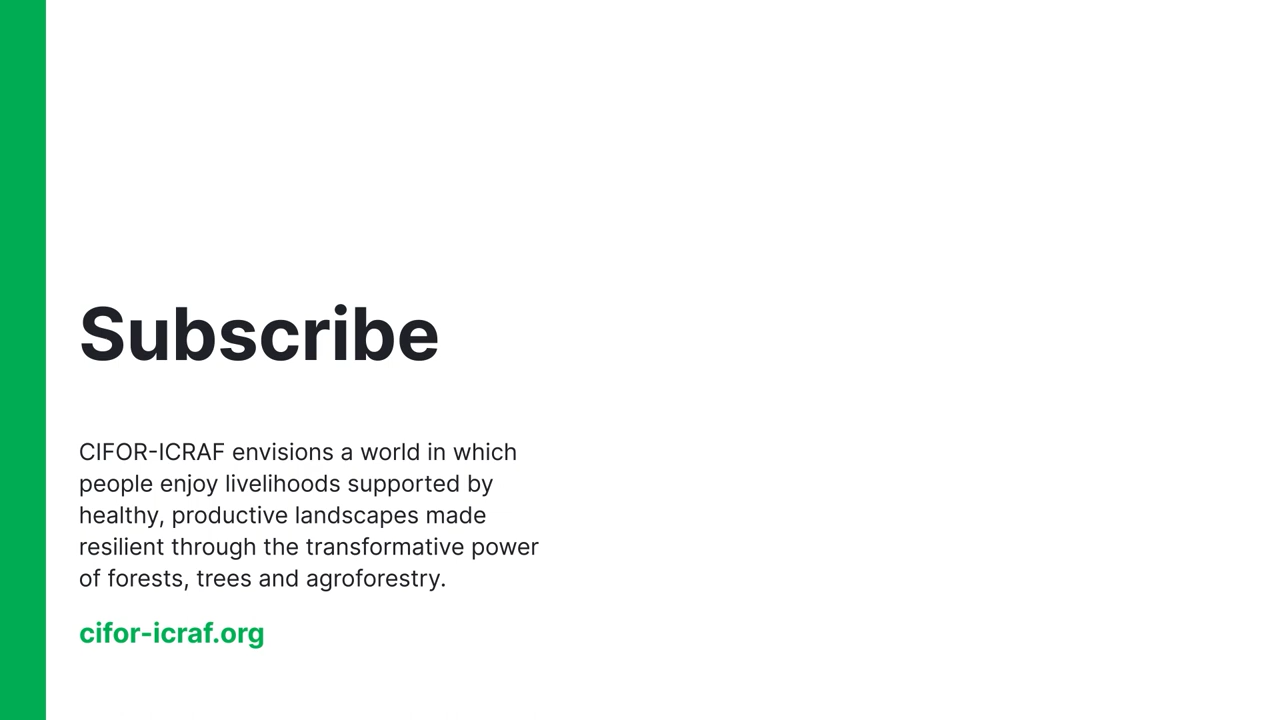 Subscribe
CIFOR-ICRAF envisions a world in which
people enjoy livelihoods supported by
healthy, productive landscapes made
resilient through the transformative power
of forests, trees and agroforestry.
cifor-icraf.org